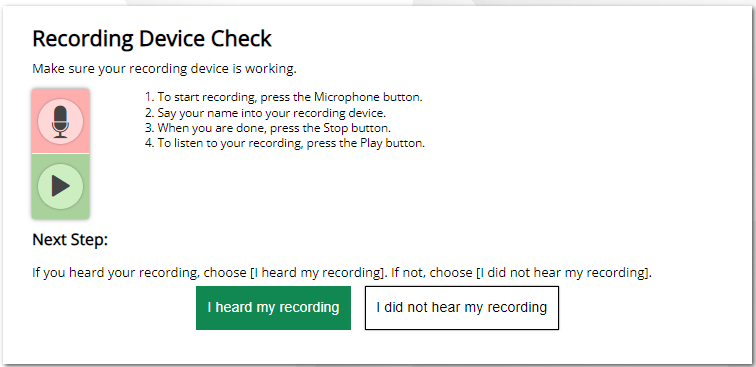 Recording Device Check
Make sure your recording device is working.
1. To start recording, press the Microphone button.
2. Say your name into your recording device.
3. When you are done, press the Stop button.
4. To listen to your recording, press the Play button.
Next Step:
If you heard your recording, choose [I heard my recording]. If not, choose [I did not hear my recording].
I heard my recording
I did not hear my recording